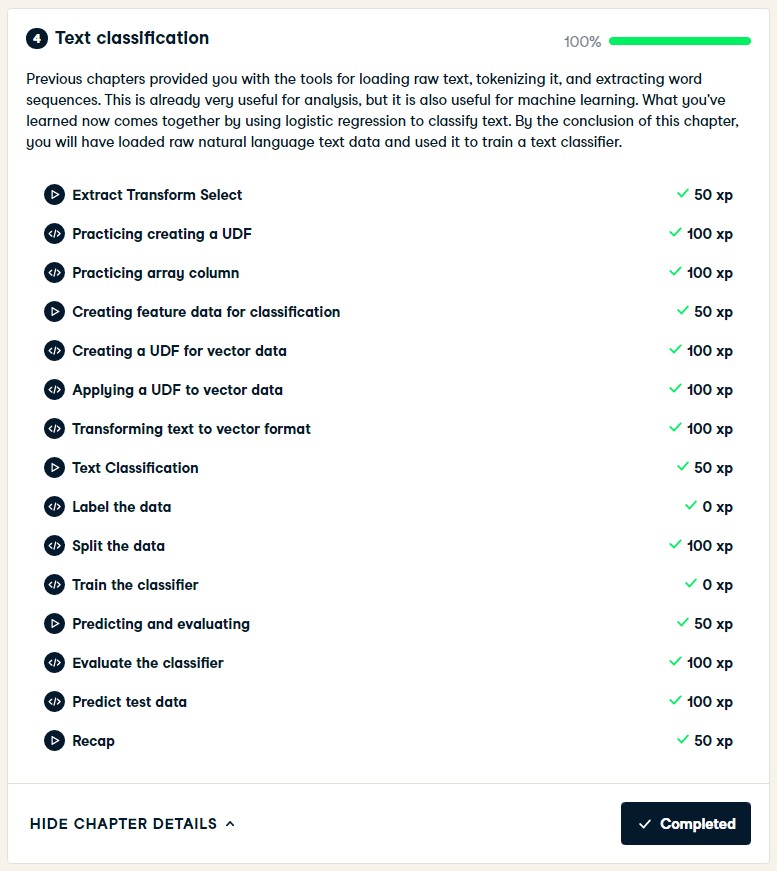 4 Text classification 100%
Previous chapters provided you with the tools for loading raw text, tokenizing it, and extracting word
sequences. This is already very useful for analysis, but it is also useful for machine learning. What you've
learned now comes together by using logistic regression to classify text. By the conclusion of this chapter,
you will have loaded raw natural language text data and used it to train a text classifier.
Extract Transform Select 50 xp
Practicing creating a UDF 100 xp
Practicing array column 100 xp
Creating feature data for classification 50 xp
Creating a UDF for vector data 100 xp
Applying a UDF to vector data 100 xp
Transforming text to vector format 100 xp
Text Classification 50 xp
Label the data 0 xp
Split the data 100 xp
Train the classifier 0 xp
Predicting and evaluating 50 xp
Evaluate the classifier 100 xp
Predict test data 100 xp
Recap 50 xp
HIDE CHAPTER DETAILS Completed